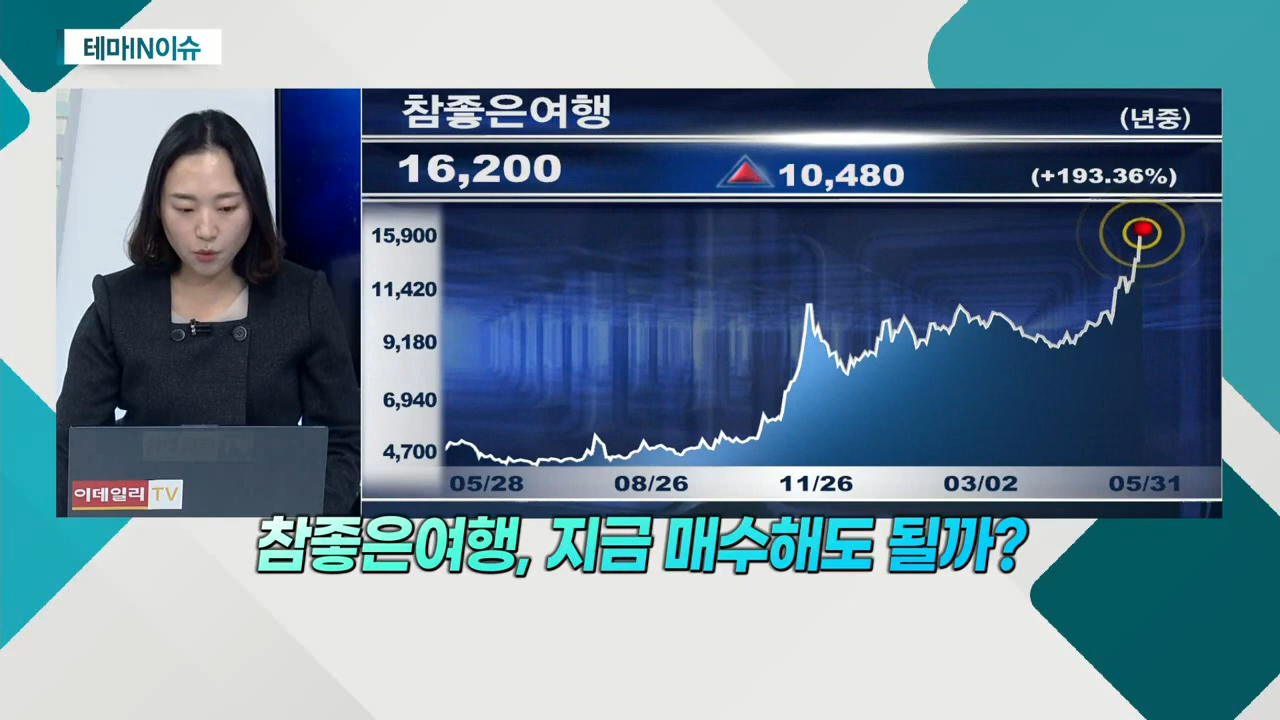 테마IN이슈
참좋은여행
(년중)
16,200 ▲ 10,480 (+193.36%)
15,900
11,420
9,180
6,940
4,700
05/28 08/26 11/26 03/02 05/31
이데일리 TV
참좋은여행, 지금 매수해도 될까?